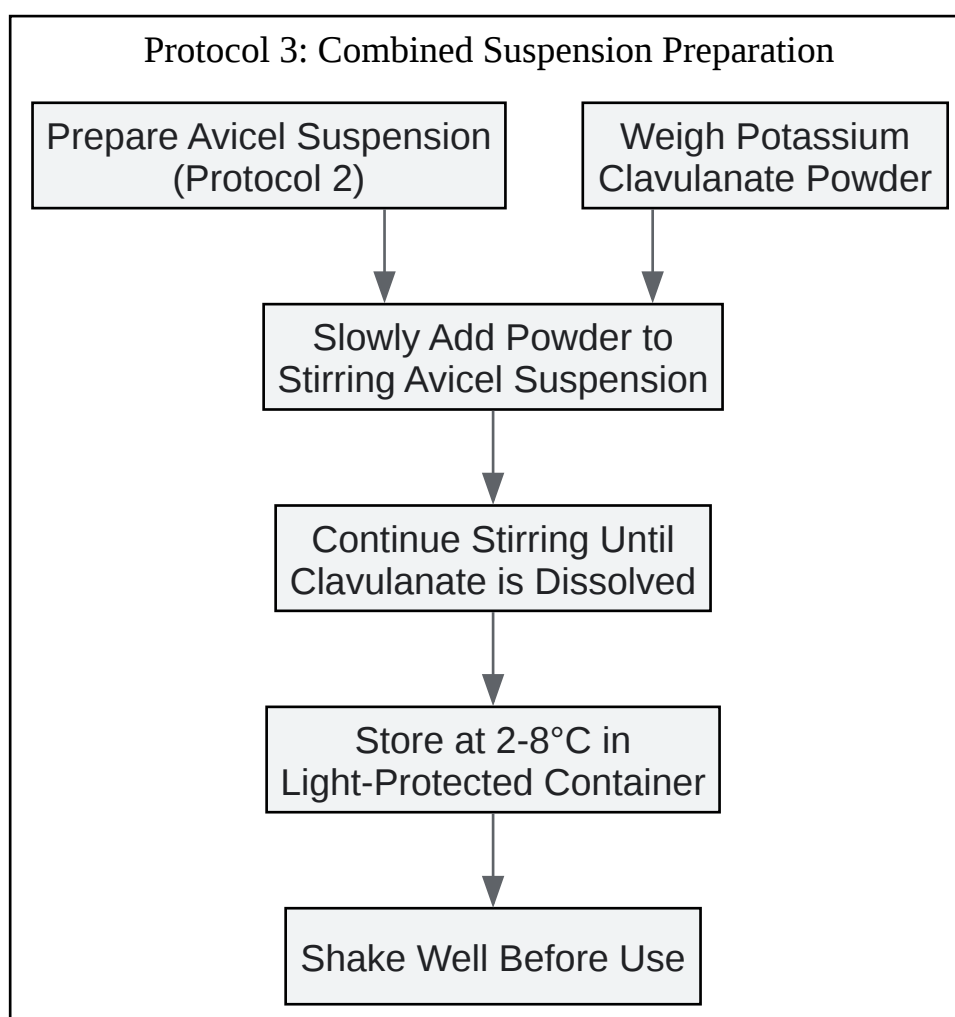 Protocol 3: Combined Suspension Preparation
Prepare Avicel Suspension
(Protocol 2)
Weigh Potassium
Clavulanate Powder
Slowly Add Powder to
Stirring Avicel Suspension
Continue Stirring Until
Clavulanate is Dissolved
Store at 2-8°C in
Light-Protected Container
Shake Well Before Use